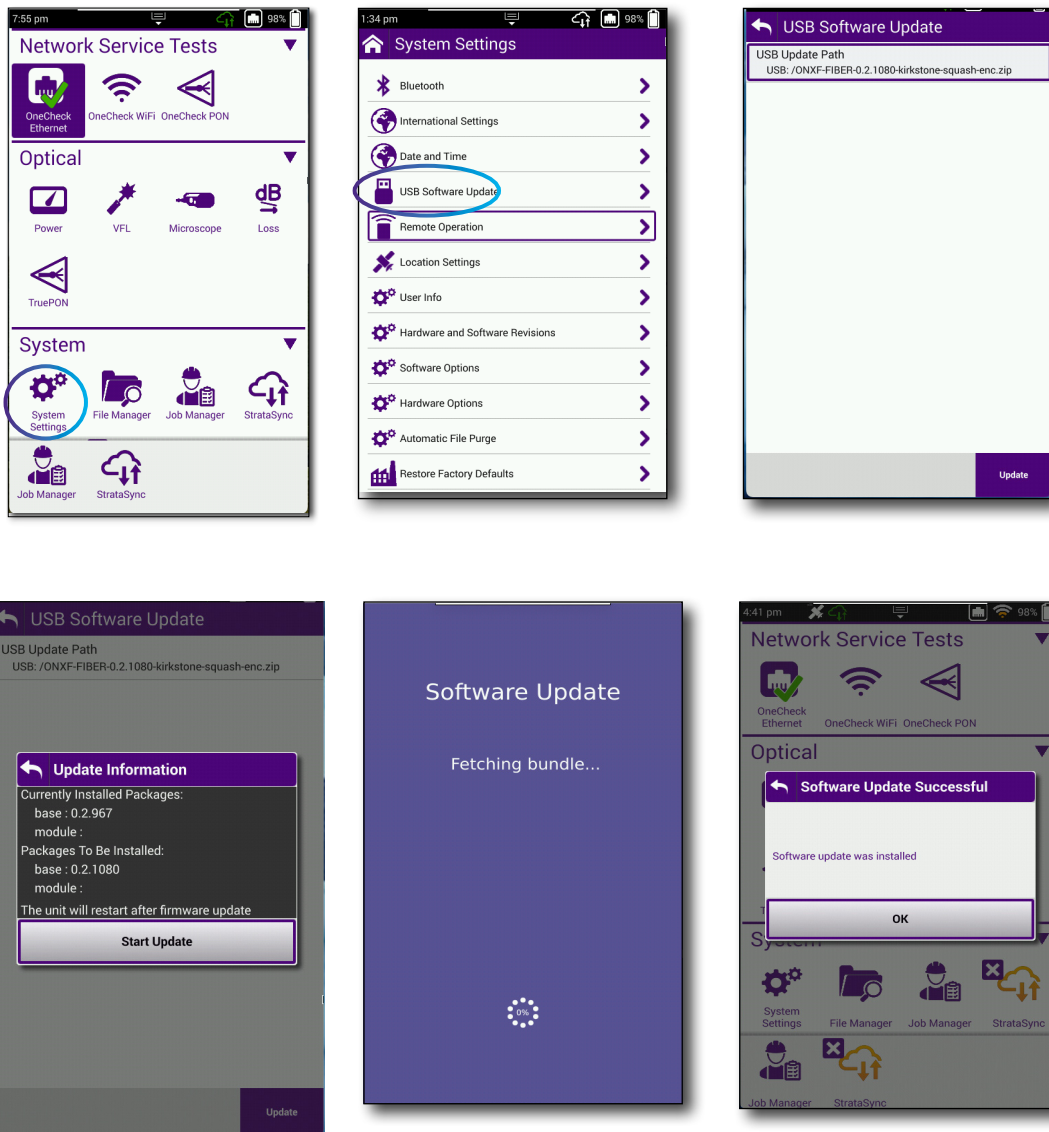 7:55 pm 98%
Network Service Tests
OneCheck Ethernet OneCheck WiFi OneCheck PON
Optical
Power VFL Microscope dB Loss
TruePON
System
System Settings File Manager Job Manager StrataSync
Job Manager StrataSync
1:34 pm 98%
System Settings
Bluetooth
International Settings
Date and Time
USB Software Update
Remote Operation
Location Settings
User Info
Hardware and Software Revisions
Software Options
Hardware Options
Automatic File Purge
Restore Factory Defaults
USB Software Update
USB Update Path
USB: /ONXF-FIBER-0.2.1080-kirkstone-squash-enc.zip
Update
USB Software Update
USB Update Path
USB: /ONXF-FIBER-0.2.1080-kirkstone-squash-enc.zip
Update Information
Currently Installed Packages:
base : 0.2.967
module :
Packages To Be Installed:
base : 0.2.1080
module :
The unit will restart after firmware update
Start Update
Update
Software Update
Fetching bundle...
0%
4:41 pm 98%
Network Service Tests
OneCheck Ethernet OneCheck WiFi OneCheck PON
Optical
Software Update Successful
Software update was installed
OK
System
System Settings File Manager Job Manager StrataSync
Job Manager StrataSync